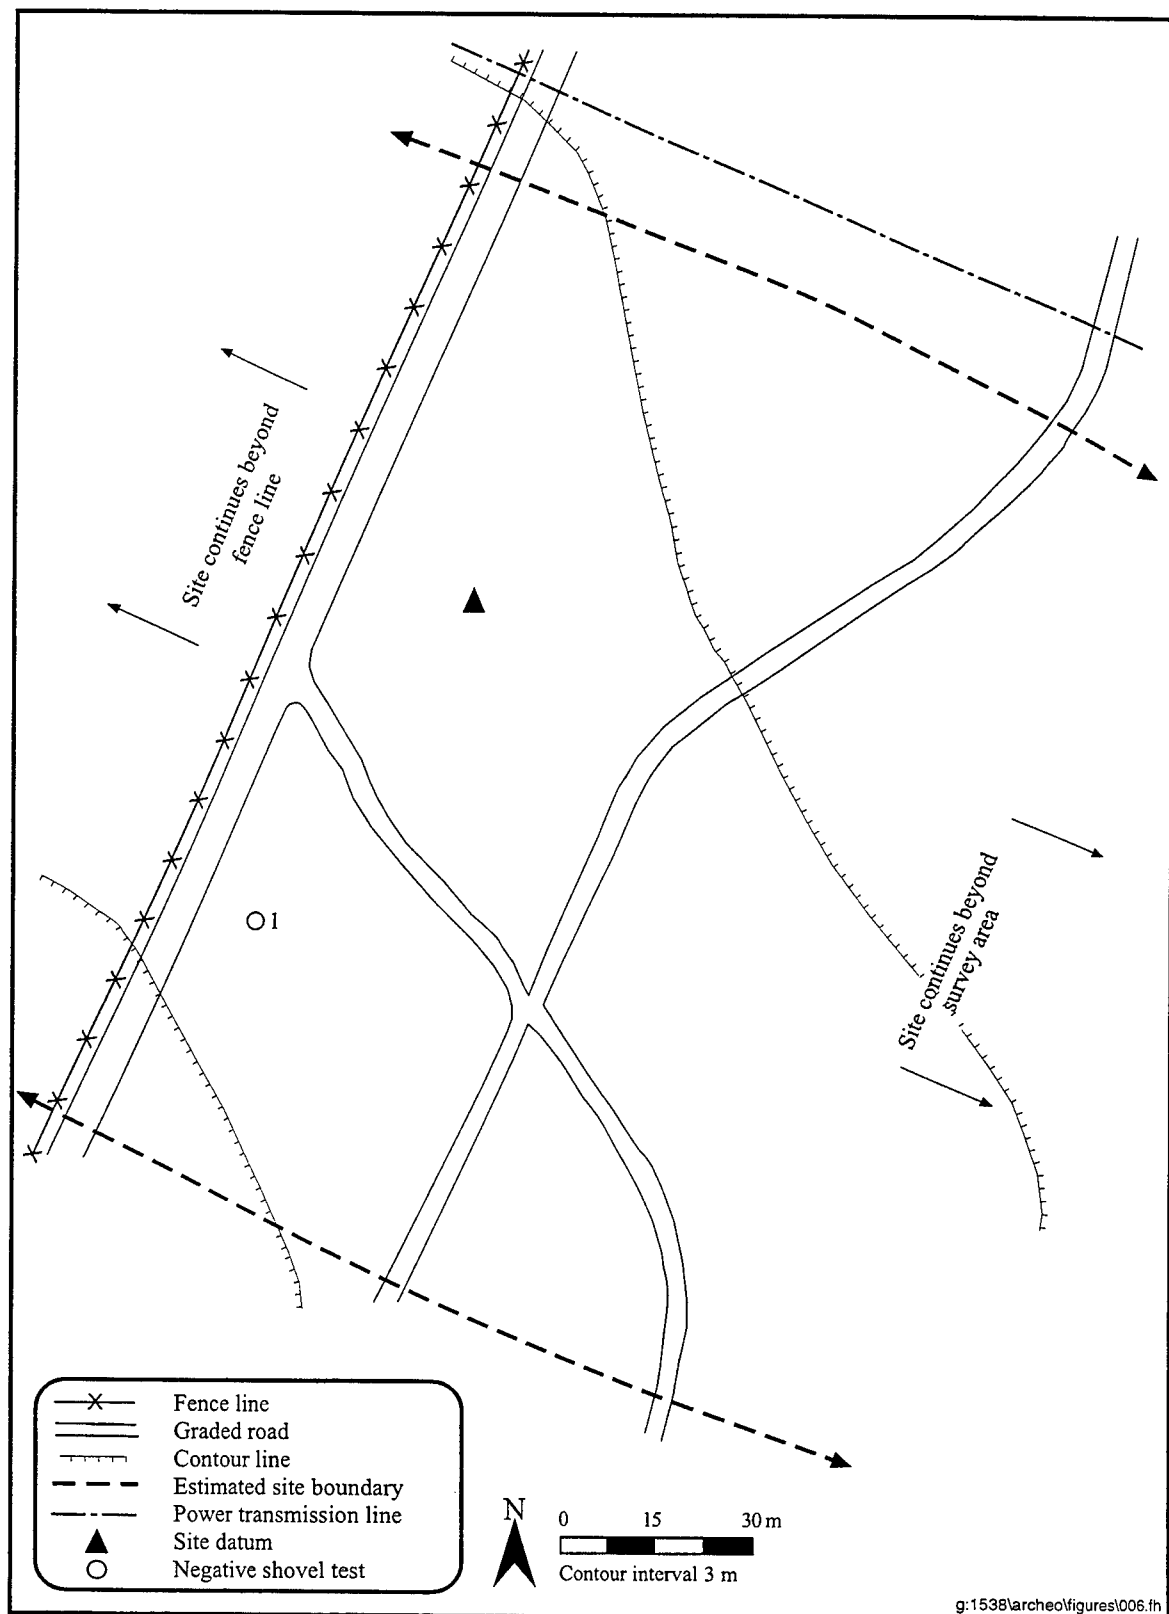 Site continues beyond
fence line
1
Site continues beyond
survey area
Fence line
Graded road
Contour line
Estimated site boundary
Power transmission line
Site datum
Negative shovel test
N
0 15 30 m
Contour interval 3 m
g:1538\archeo\figures\006.fh